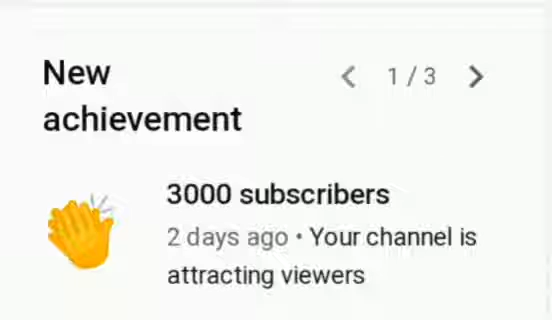 New
achievement
1 / 3
3000 subscribers
2 days ago • Your channel is
attracting viewers